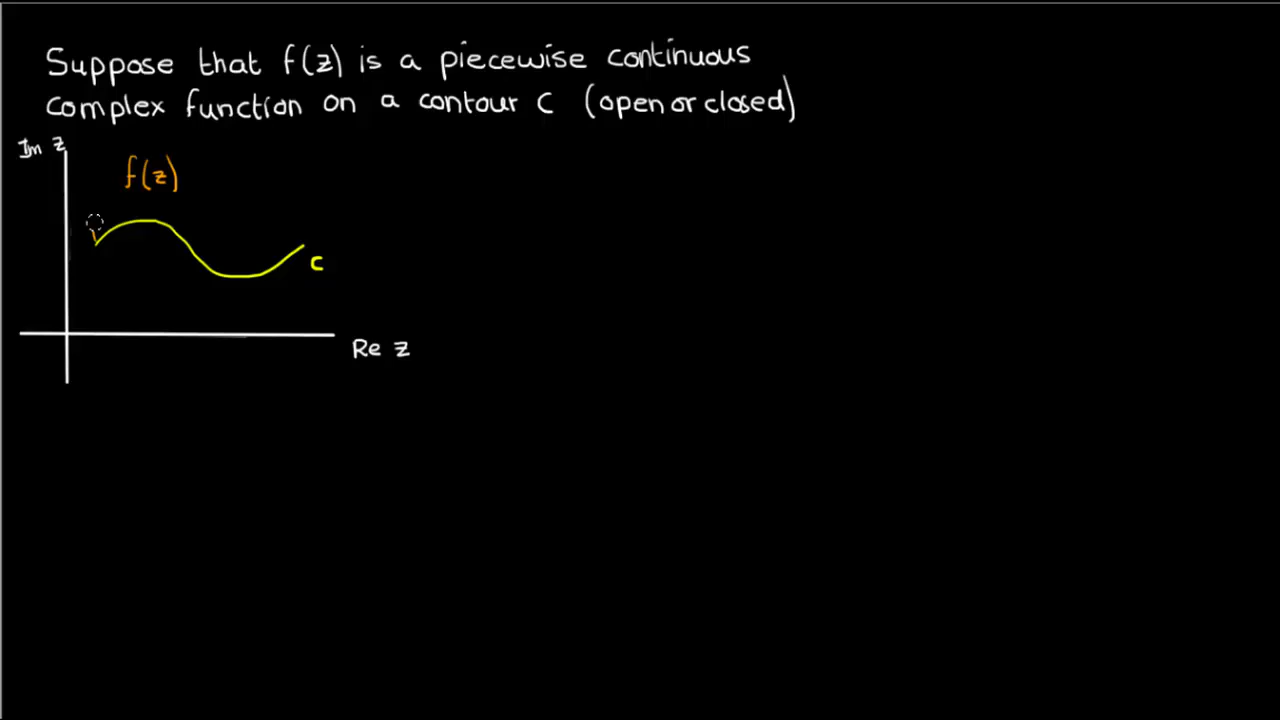 Suppose that f(z) is a piecewise continuous
complex function on a contour C (open or closed)
Im z
f(z)
C
Re z